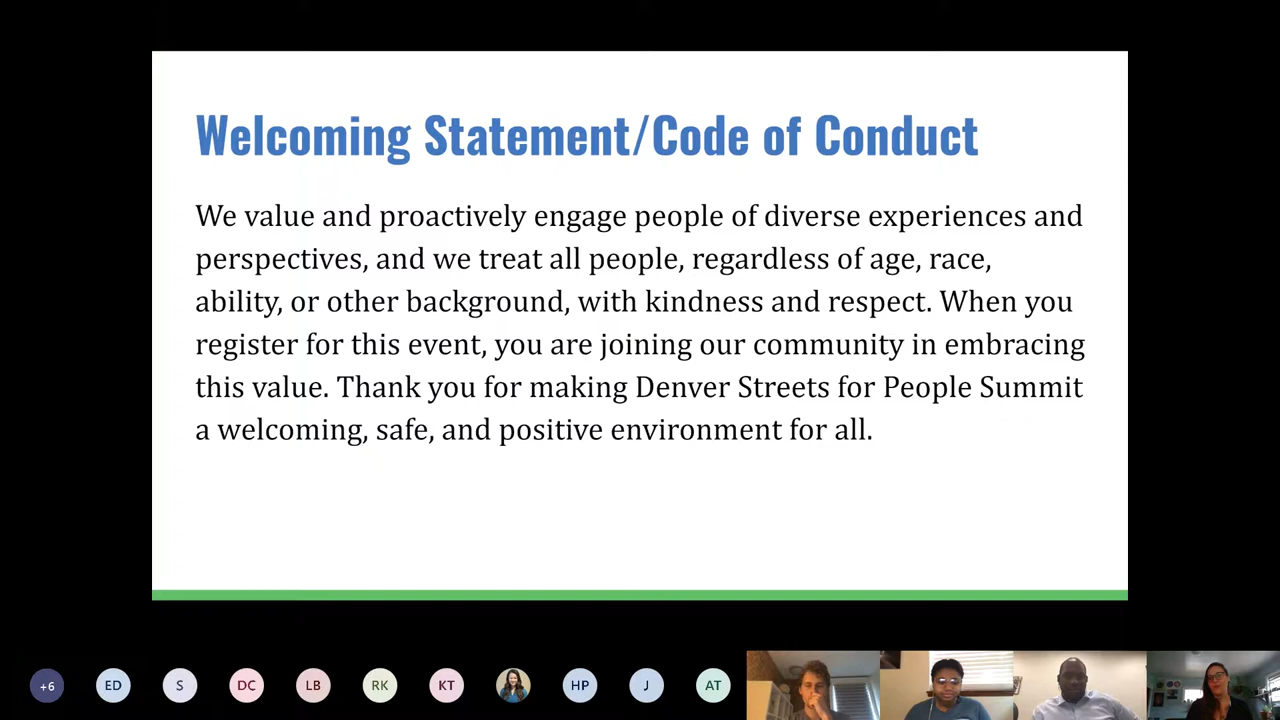 Welcoming Statement/Code of Conduct
We value and proactively engage people of diverse experiences and
perspectives, and we treat all people, regardless of age, race,
ability, or other background, with kindness and respect. When you
register for this event, you are joining our community in embracing
this value. Thank you for making Denver Streets for People Summit
a welcoming, safe, and positive environment for all.
+6 ED S DC LB RK KT HP J AT